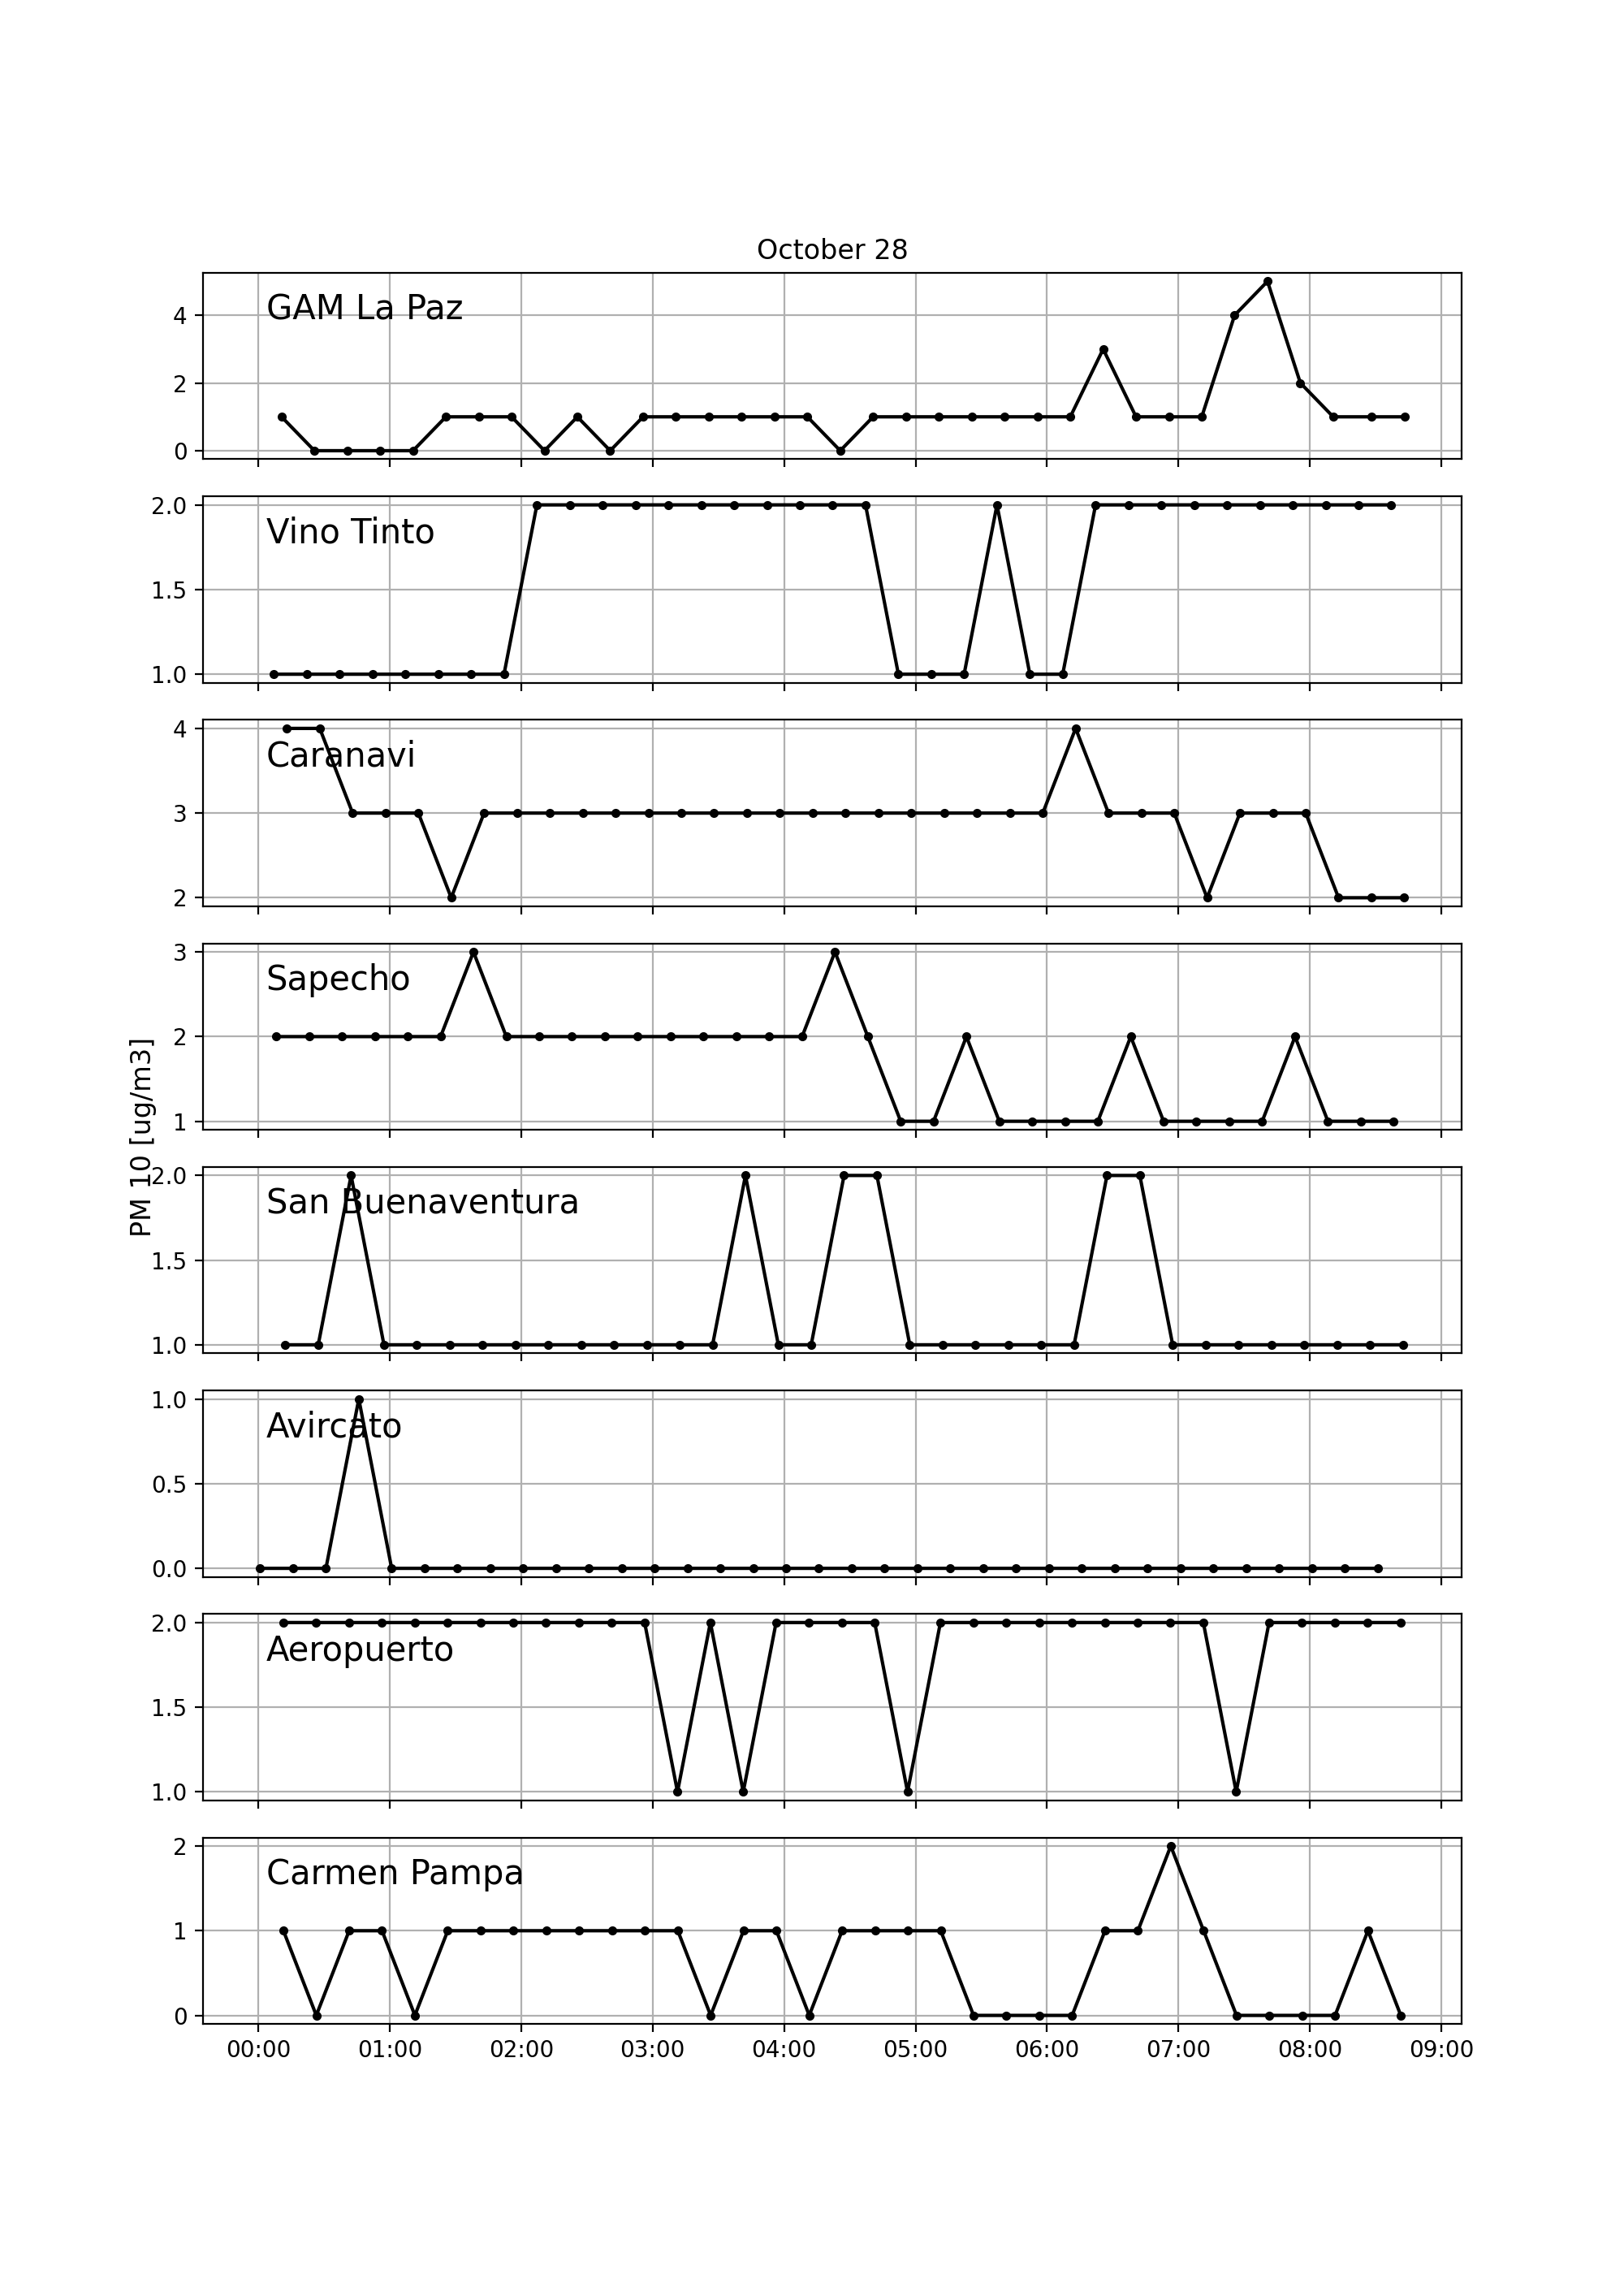 October 28
GAM La Paz
4
2
0
Vino Tinto
2.0
1.5
1.0
Caranavi
4
3
2
Sapecho
3
2
1
PM 10 [ug/m3]
San Buenaventura
2.0
1.5
1.0
Avircato
1.0
0.5
0.0
Aeropuerto
2.0
1.5
1.0
Carmen Pampa
2
1
0
00:00 01:00 02:00 03:00 04:00 05:00 06:00 07:00 08:00 09:00